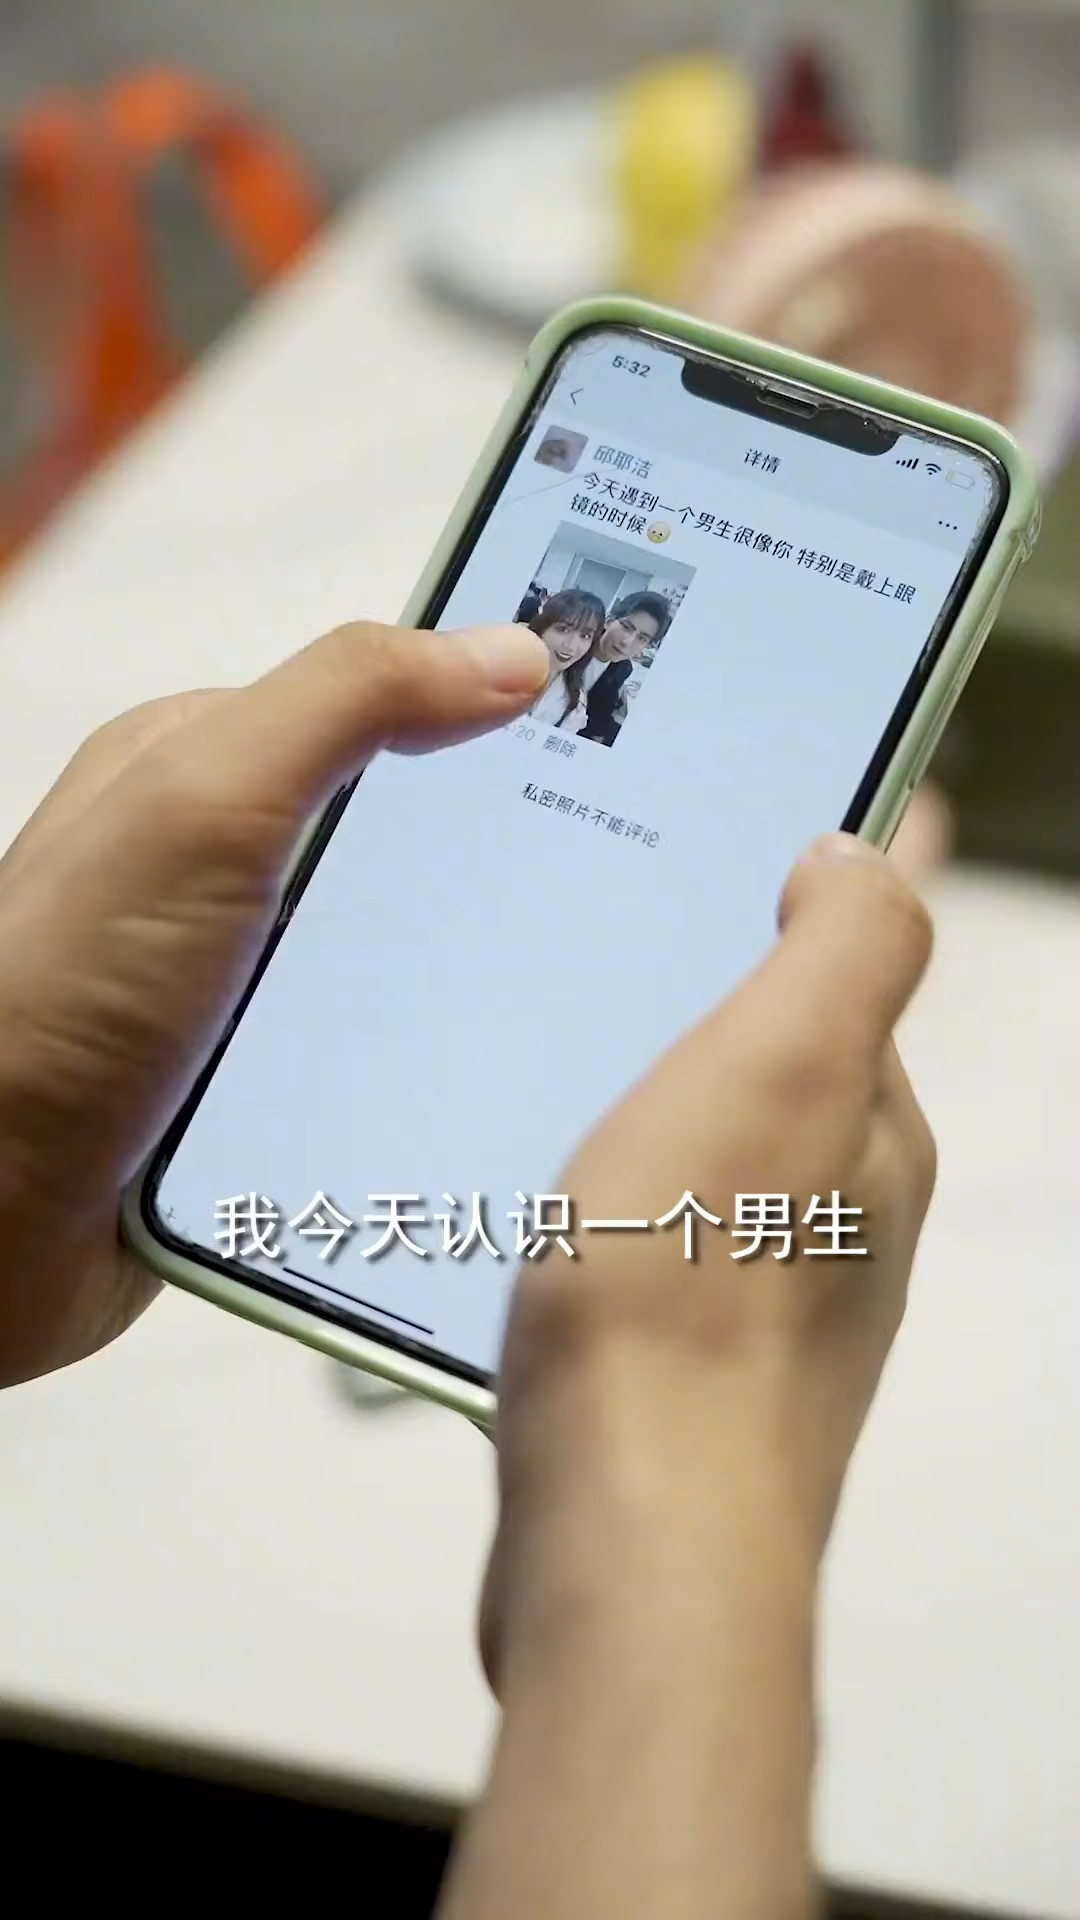 5:32
详情
邱耶洁
今天遇到一个男生很像你 特别是戴上眼
镜的时候
:20 删除
私密照片不能评论
我今天认识一个男生